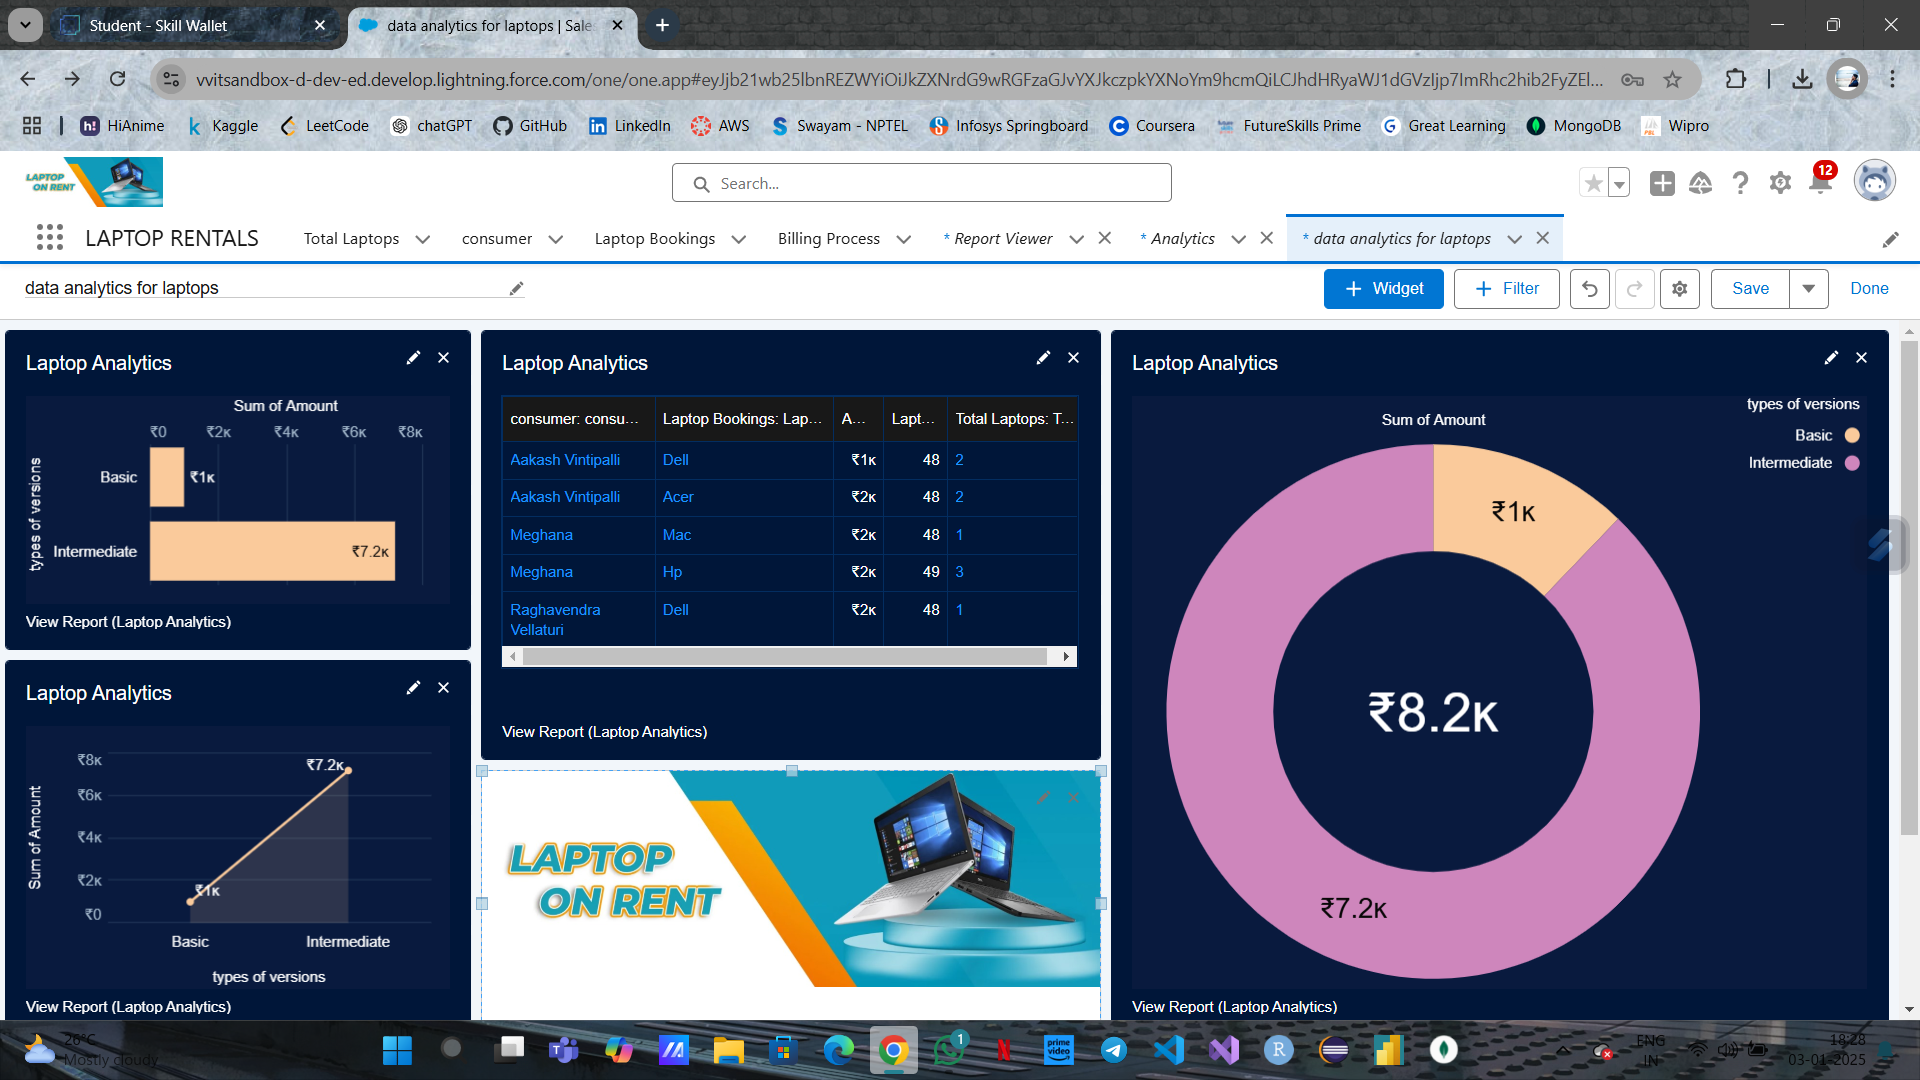 Student - Skill Wallet
data analytics for laptops | Sale
vvitsandbox-d-dev-ed.develop.lightning.force.com/one/one.app#eyJjb21wb25lbnREZWYiOiJkZXNrdG9wRGFzaGJvYXJkczpkYXNoYm9hcmQiLCJhdHRyaWJ1dGVzIjp7ImRhc2hib2FyZEl...
HiAnime
Kaggle
LeetCode
chatGPT
GitHub
LinkedIn
AWS
Swayam - NPTEL
Infosys Springboard
Coursera
FutureSkills Prime
Great Learning
MongoDB
Wipro
LAPTOP
ON RENT
Search...
12
LAPTOP RENTALS
Total Laptops
consumer
Laptop Bookings
Billing Process
* Report Viewer
* Analytics
* data analytics for laptops
data analytics for laptops
+ Widget
+ Filter
Save
Done
Laptop Analytics
Sum of Amount
₹0 ₹2K ₹4K ₹6K ₹8K
types of versions
Basic ₹1K
Intermediate ₹7.2K
View Report (Laptop Analytics)
Laptop Analytics
consumer: consu... Laptop Bookings: Lap... A... Lapt... Total Laptops: T...
Aakash Vintipalli Dell ₹1K 48 2
Aakash Vintipalli Acer ₹2K 48 2
Meghana Mac ₹2K 48 1
Meghana Hp ₹2K 49 3
Raghavendra Vellaturi Dell ₹2K 48 1
View Report (Laptop Analytics)
Laptop Analytics
Sum of Amount
types of versions
Basic
Intermediate
₹1K
₹8.2K
₹7.2K
View Report (Laptop Analytics)
Laptop Analytics
Sum of Amount
₹8K
₹6K
₹4K
₹2K
₹0
₹7.2K
₹1K
Basic Intermediate
types of versions
View Report (Laptop Analytics)
LAPTOP
ON RENT
26°C
Mostly cloudy
1
prime video
ENG
IN
18:28
03-01-2025